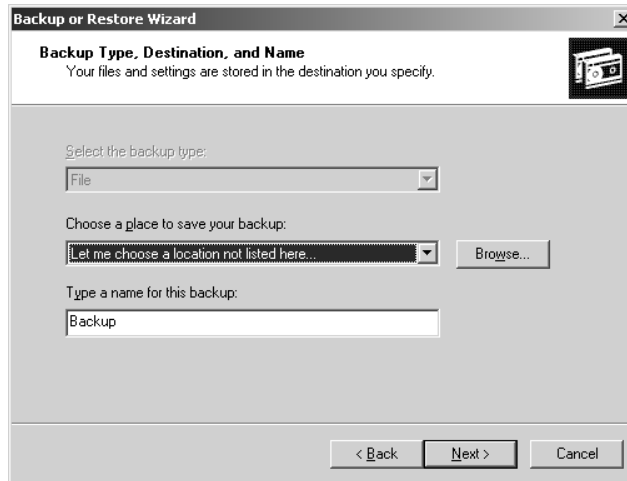 Backup or Restore Wizard
Backup Type, Destination, and Name
Your files and settings are stored in the destination you specify.
Select the backup type:
File
Choose a place to save your backup:
Let me choose a location not listed here...
Browse...
Type a name for this backup:
Backup
< Back
Next >
Cancel